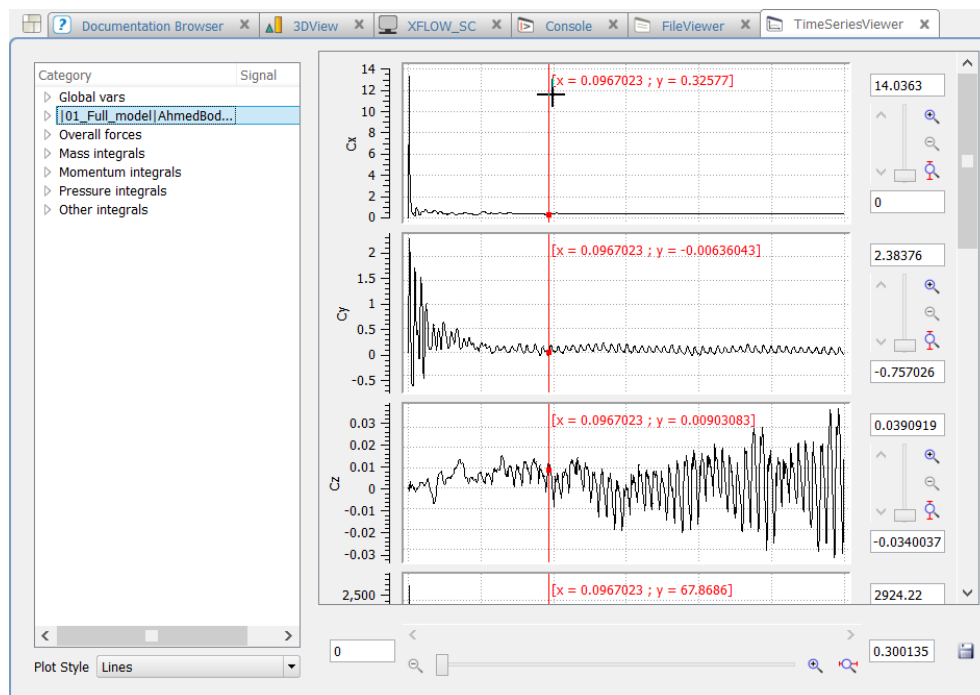 Documentation Browser 3DView XFLOW_SC Console FileViewer TimeSeriesViewer
Category Signal
Global vars
|01_Full_model|AhmedBod...
Overall forces
Mass integrals
Momentum integrals
Pressure integrals
Other integrals
Plot Style Lines
Cx
14
12
10
8
6
4
2
0
[x = 0.0967023 ; y = 0.32577]
14.0363
0
Cy
2
1.5
1
0.5
0
-0.5
[x = 0.0967023 ; y = -0.00636043]
2.38376
-0.757026
Cz
0.03
0.02
0.01
0
-0.01
-0.02
-0.03
[x = 0.0967023 ; y = 0.00903083]
0.0390919
-0.0340037
2,500
[x = 0.0967023 ; y = 67.8686]
2924.22
0
0.300135